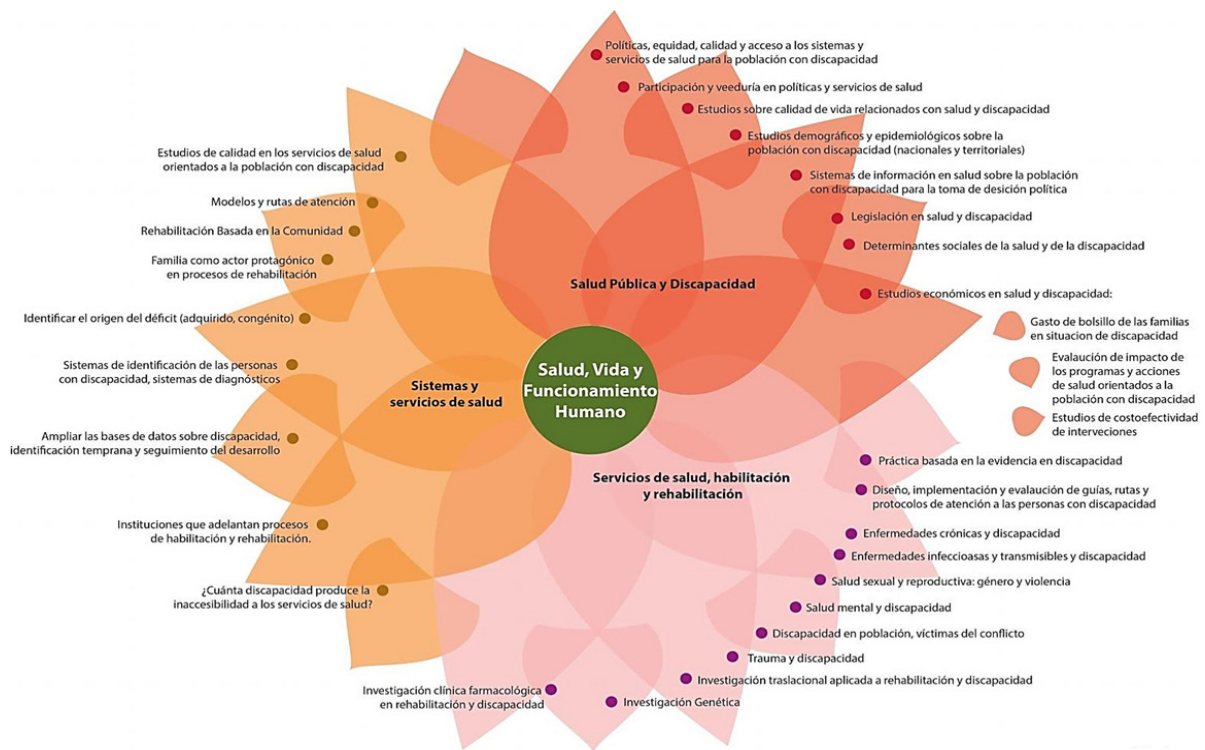 Políticas, equidad, calidad y acceso a los sistemas y
servicios de salud para la población con discapacidad
Participación y veeduría en políticas y servicios de salud
Estudios sobre calidad de vida relacionados con salud y discapacidad
Estudios demográficos y epidemiológicos sobre la
población con discapacidad (nacionales y territoriales)
Sistemas de información en salud sobre la población
con discapacidad para la toma de desición política
Legislación en salud y discapacidad
Determinantes sociales de la salud y de la discapacidad
Estudios económicos en salud y discapacidad:
Gasto de bolsillo de las familias
en situacion de discapacidad
Evalaución de impacto de
los programas y acciones
de salud orientados a la
población con discapacidad
Estudios de costoefectividad
de interveciones
Salud Pública y Discapacidad
Salud, Vida y
Funcionamiento
Humano
Sistemas y
servicios de salud
Servicios de salud, habilitación
y rehabilitación
Estudios de calidad en los servicios de salud
orientados a la población con discapacidad
Modelos y rutas de atención
Rehabilitación Basada en la Comunidad
Familia como actor protagónico
en procesos de rehabilitación
Identificar el origen del déficit (adquirido, congénito)
Sistemas de identificación de las personas
con discapacidad, sistemas de diagnósticos
Ampliar las bases de datos sobre discapacidad,
identificación temprana y seguimiento del desarrollo
Instituciones que adelantan procesos
de habilitación y rehabilitación.
¿Cuánta discapacidad produce la
inaccesibilidad a los servicios de salud?
Práctica basada en la evidencia en discapacidad
Diseño, implementación y evalaución de guías, rutas y
protocolos de atención a las personas con discapacidad
Enfermedades crónicas y discapacidad
Enfermedades infeccioasas y transmisibles y discapacidad
Salud sexual y reproductiva: género y violencia
Salud mental y discapacidad
Discapacidad en población, víctimas del conflicto
Trauma y discapacidad
Investigación traslacional aplicada a rehabilitación y discapacidad
Investigación Genética
Investigación clínica farmacológica
en rehabilitación y discapacidad